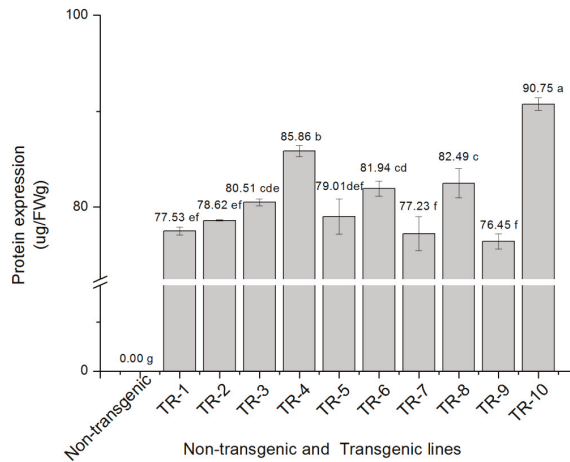 100
90.75 a
85.86 b
82.49 c
81.94 cd
80.51 cde
79.01def
78.62 ef
77.53 ef
77.23 f
76.45 f
80
Protein expression
(ug/FWg)
0.00 g
0
Non-transgenic
TR-1
TR-2
TR-3
TR-4
TR-5
TR-6
TR-7
TR-8
TR-9
TR-10
Non-transgenic and Transgenic lines